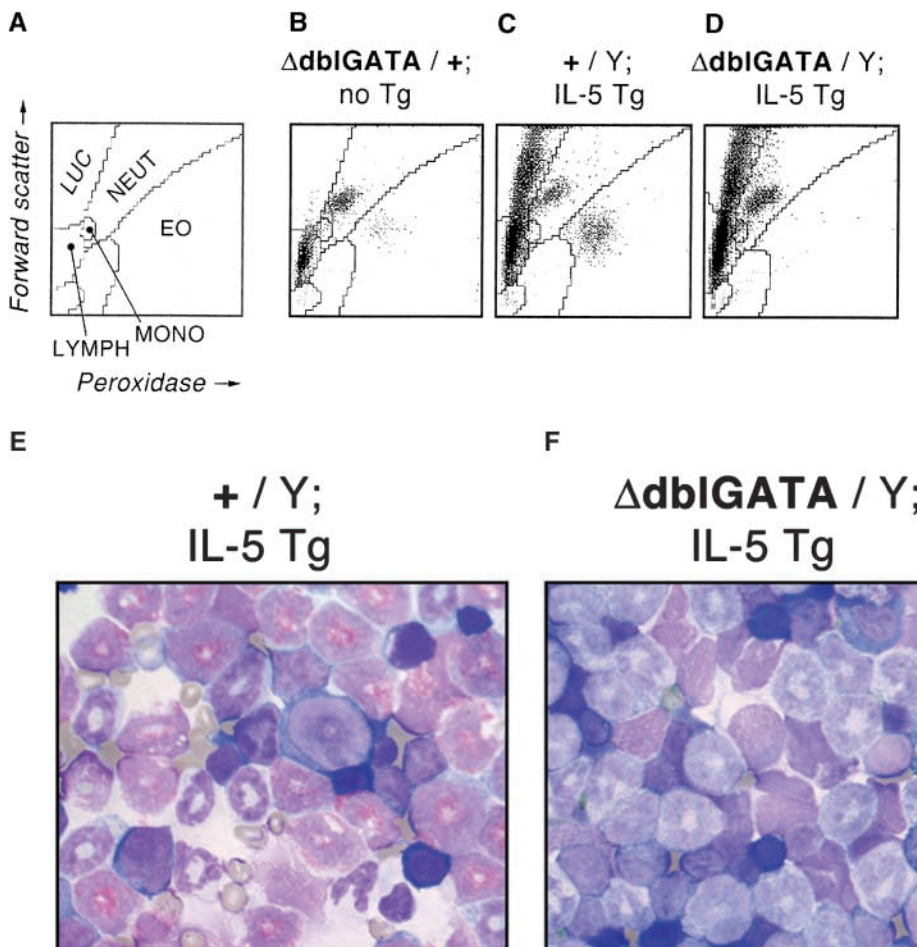 A
B
C
D
ΔdblGATA / +;
no Tg
+ / Y;
IL-5 Tg
ΔdblGATA / Y;
IL-5 Tg
Forward scatter →
LUC
NEUT
EO
LYMPH
MONO
Peroxidase →
E
F
+ / Y;
IL-5 Tg
ΔdblGATA / Y;
IL-5 Tg